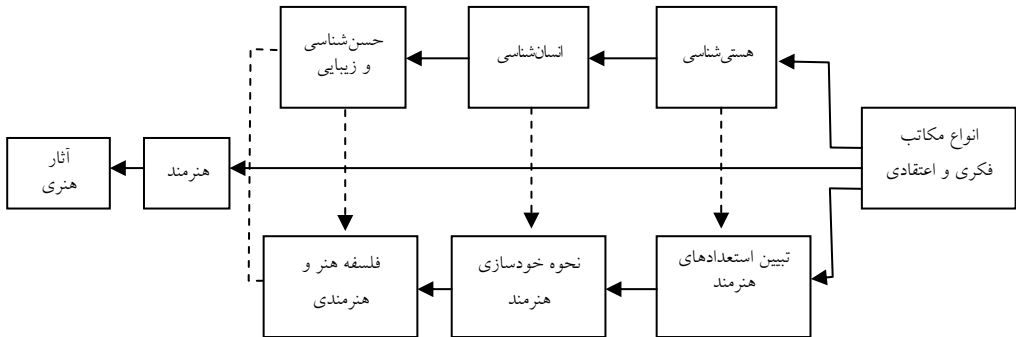 هستی‌شناسی
انسان‌شناسی
حسن‌شناسی
و زیبایی
انواع مکاتب
فکری و اعتقادی
هنرمند
آثار
هنری
تبیین استعدادهای
هنرمند
نحوه خودسازی
هنرمند
فلسفه هنر و
هنرمندی